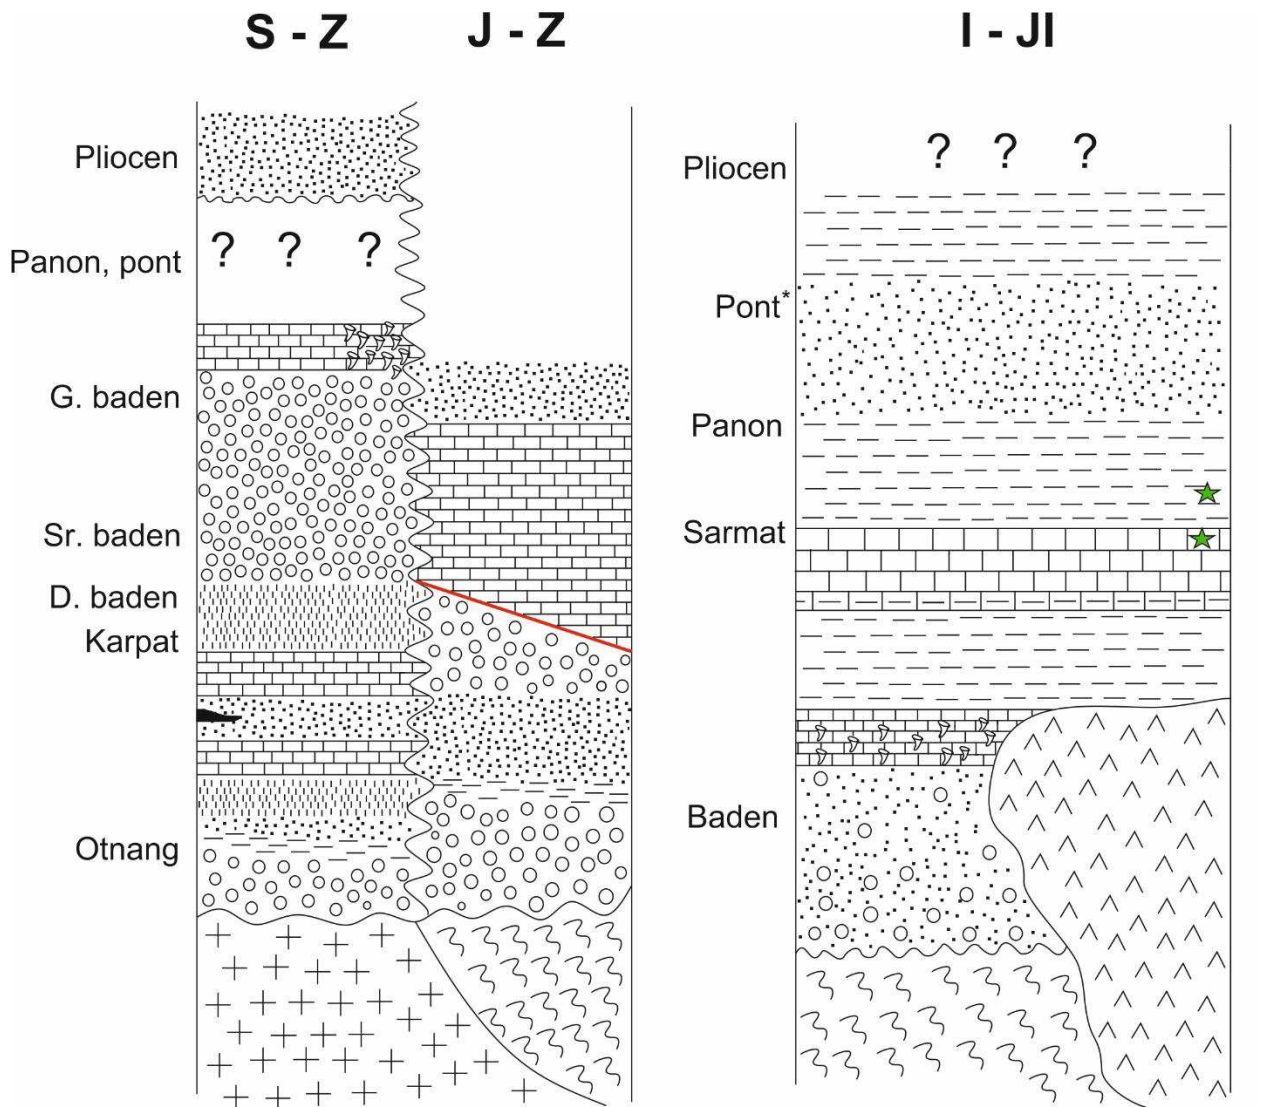 S - Z
J - Z
I - JI
Pliocen
? ? ?
Panon, pont
? ? ?
G. baden
Sr. baden
D. baden
Karpat
Otnang
Pliocen
Pont*
Panon
Sarmat
Baden